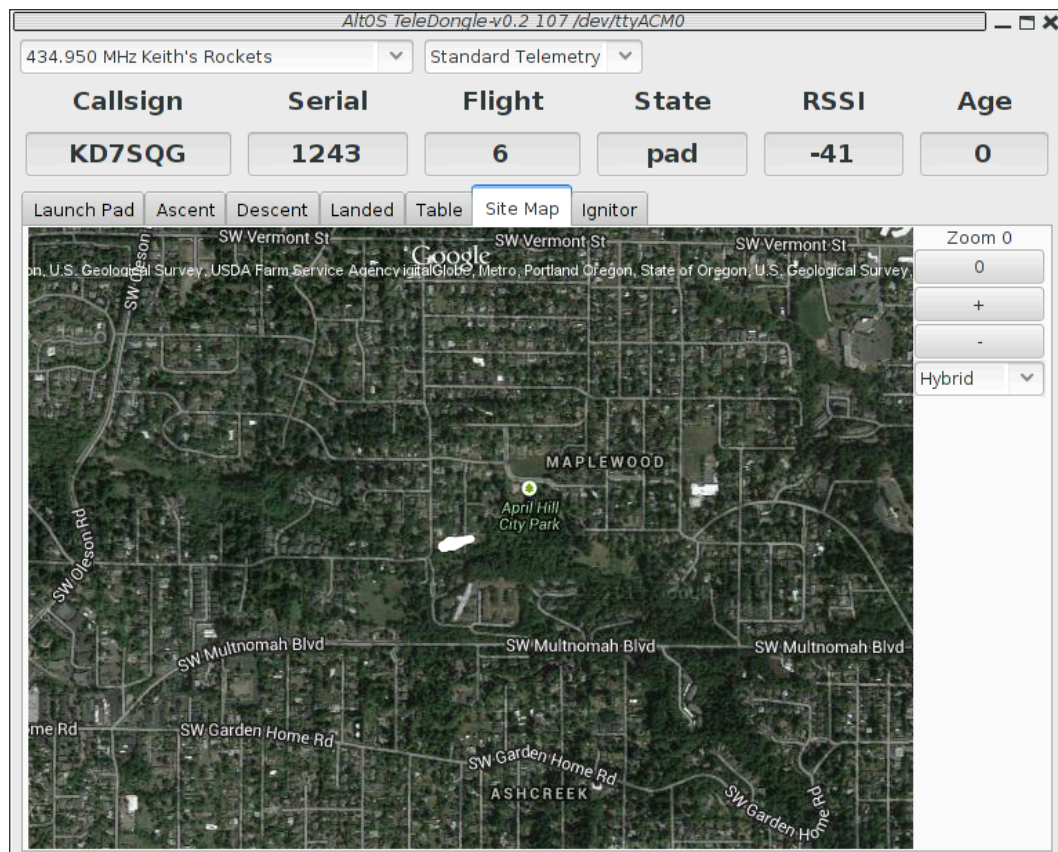 AltOS TeleDongle-v0.2 107 /dev/ttyACM0
434.950 MHz Keith's Rockets
Standard Telemetry
Callsign Serial Flight State RSSI Age
KD7SQG 1243 6 pad -41 0
Launch Pad Ascent Descent Landed Table Site Map Ignitor
Zoom 0
0
+
-
Hybrid
SW Vermont St
SW Vermont St
SW Vermont St
Google
on, U.S. Geological Survey, USDA Farm Service Agency
igitalGlobe, Metro, Portland Oregon, State of Oregon, U.S. Geological Survey,
SW Oleson
MAPLEWOOD
April Hill
City Park
SW Oleson Rd
SW Multnomah Blvd
SW Multnomah Blvd
SW Multnomah Blvd
ome Rd
SW Garden Home Rd
SW Garden Home Rd
ASHCREEK
SW Garden Home Rd